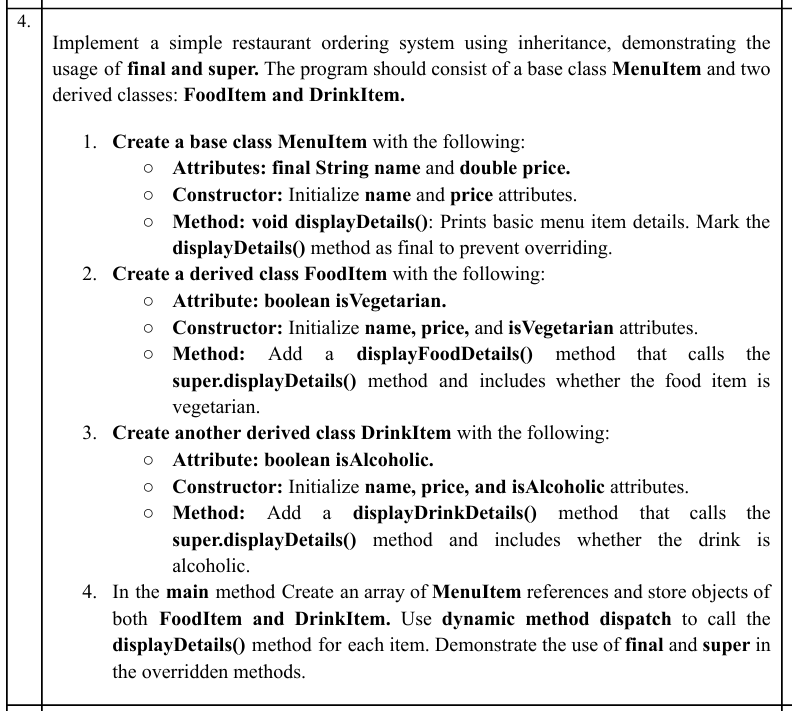 4.
Implement a simple restaurant ordering system using inheritance, demonstrating the
usage of final and super. The program should consist of a base class MenuItem and two
derived classes: FoodItem and DrinkItem.
1. Create a base class MenuItem with the following:
○ Attributes: final String name and double price.
○ Constructor: Initialize name and price attributes.
○ Method: void displayDetails(): Prints basic menu item details. Mark the
displayDetails() method as final to prevent overriding.
2. Create a derived class FoodItem with the following:
○ Attribute: boolean isVegetarian.
○ Constructor: Initialize name, price, and isVegetarian attributes.
○ Method: Add a displayFoodDetails() method that calls the
super.displayDetails() method and includes whether the food item is
vegetarian.
3. Create another derived class DrinkItem with the following:
○ Attribute: boolean isAlcoholic.
○ Constructor: Initialize name, price, and isAlcoholic attributes.
○ Method: Add a displayDrinkDetails() method that calls the
super.displayDetails() method and includes whether the drink is
alcoholic.
4. In the main method Create an array of MenuItem references and store objects of
both FoodItem and DrinkItem. Use dynamic method dispatch to call the
displayDetails() method for each item. Demonstrate the use of final and super in
the overridden methods.